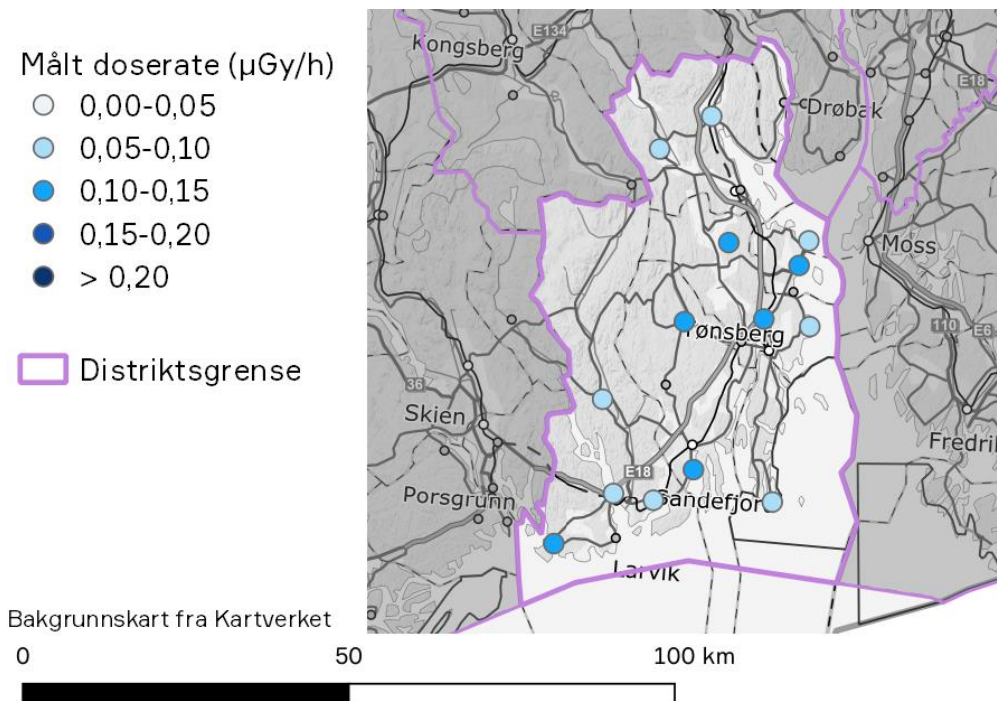 Målt doserate (µGy/h)
0,00-0,05
0,05-0,10
0,10-0,15
0,15-0,20
> 0,20
Distriktsgrense
Bakgrunnskart fra Kartverket
0 50 100 km
Kongsberg
E134
E18
Drøbak
Moss
110
E6
Tønsberg
36
Skien
Fredrik
E18
Porsgrunn
Sandefjor
Larvik